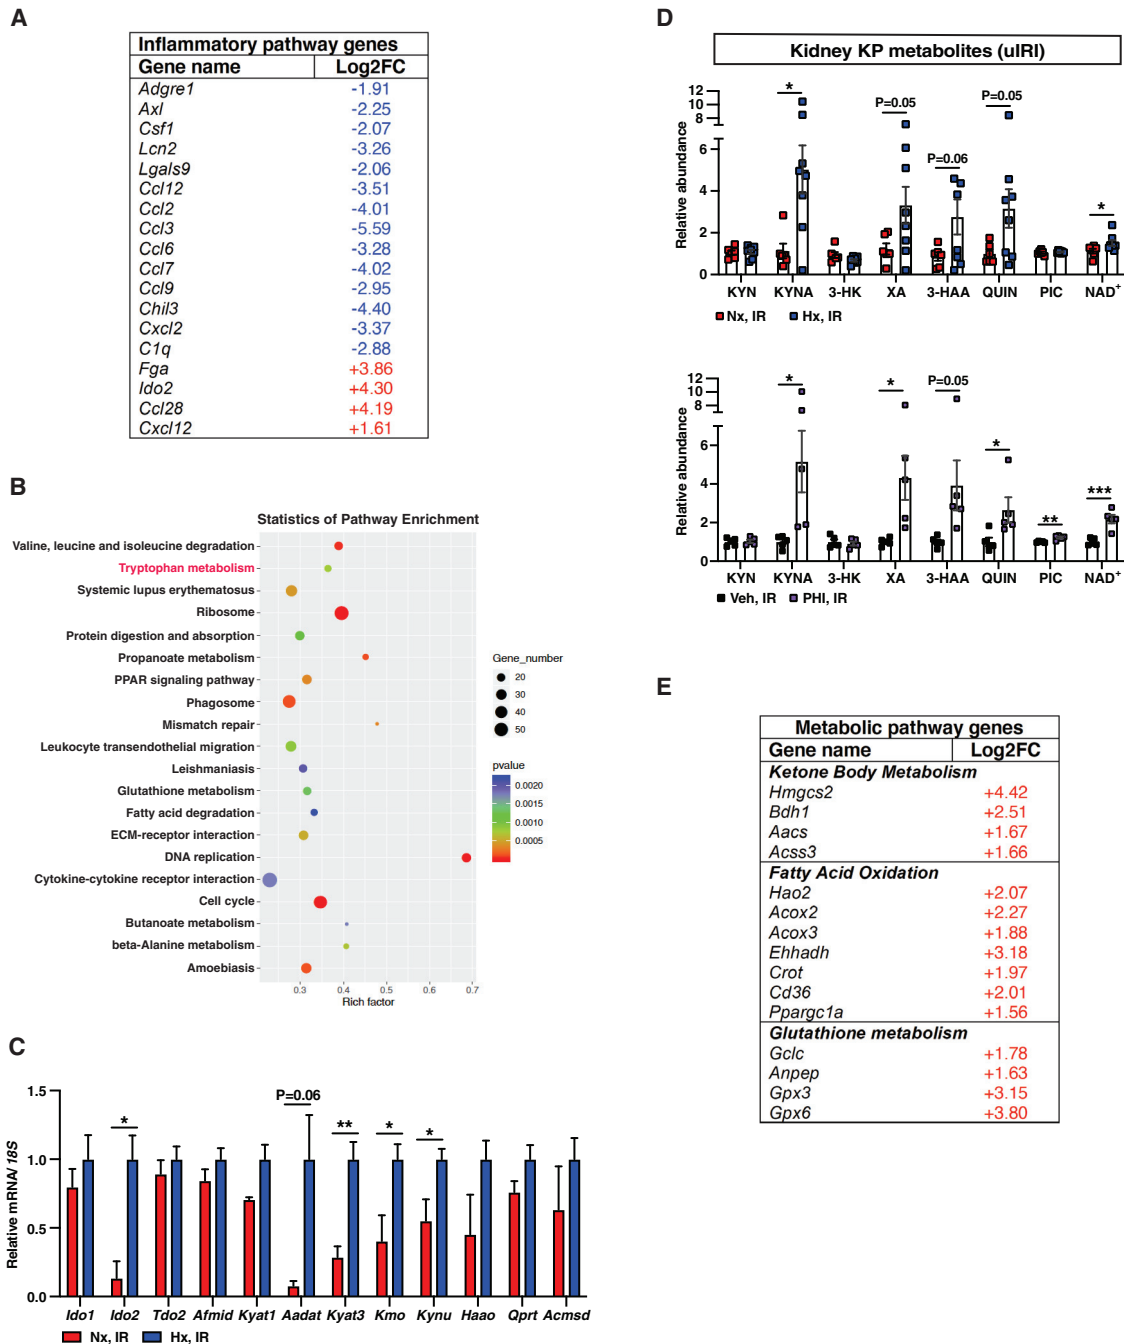 A
Inflammatory pathway genes
Gene name Log2FC
Adgre1 -1.91
Axl -2.25
Csf1 -2.07
Lcn2 -3.26
Lgals9 -2.06
Ccl12 -3.51
Ccl2 -4.01
Ccl3 -5.59
Ccl6 -3.28
Ccl7 -4.02
Ccl9 -2.95
Chil3 -4.40
Cxcl2 -3.37
C1q -2.88
Fga +3.86
Ido2 +4.30
Ccl28 +4.19
Cxcl12 +1.61
B
Statistics of Pathway Enrichment
Valine, leucine and isoleucine degradation
Tryptophan metabolism
Systemic lupus erythematosus
Ribosome
Protein digestion and absorption
Propanoate metabolism
PPAR signaling pathway
Phagosome
Mismatch repair
Leukocyte transendothelial migration
Leishmaniasis
Glutathione metabolism
Fatty acid degradation
ECM-receptor interaction
DNA replication
Cytokine-cytokine receptor interaction
Cell cycle
Butanoate metabolism
beta-Alanine metabolism
Amoebiasis
0.3 0.4 0.5 0.6 0.7
Rich factor
Gene_number
20
30
40
50
pvalue
0.0020
0.0015
0.0010
0.0005
C
Relative mRNA/ 18S
1.5
1.0
0.5
0.0
* P=0.06 ** * *
Ido1 Ido2 Tdo2 Afmid Kyat1 Aadat Kyat3 Kmo Kynu Haao Qprt Acmsd
Nx, IR Hx, IR
D
Kidney KP metabolites (uIRI)
Relative abundance
12
10
8
6
4
2
0
* P=0.05 P=0.06 P=0.05 *
KYN KYNA 3-HK XA 3-HAA QUIN PIC NAD+
Nx, IR Hx, IR
Relative abundance
12
10
8
6
4
2
0
* * P=0.05 * ** ***
KYN KYNA 3-HK XA 3-HAA QUIN PIC NAD+
Veh, IR PHI, IR
E
Metabolic pathway genes
Gene name Log2FC
Ketone Body Metabolism
Hmgcs2 +4.42
Bdh1 +2.51
Aacs +1.67
Acss3 +1.66
Fatty Acid Oxidation
Hao2 +2.07
Acox2 +2.27
Acox3 +1.88
Ehhadh +3.18
Crot +1.97
Cd36 +2.01
Ppargc1a +1.56
Glutathione metabolism
Gclc +1.78
Anpep +1.63
Gpx3 +3.15
Gpx6 +3.80